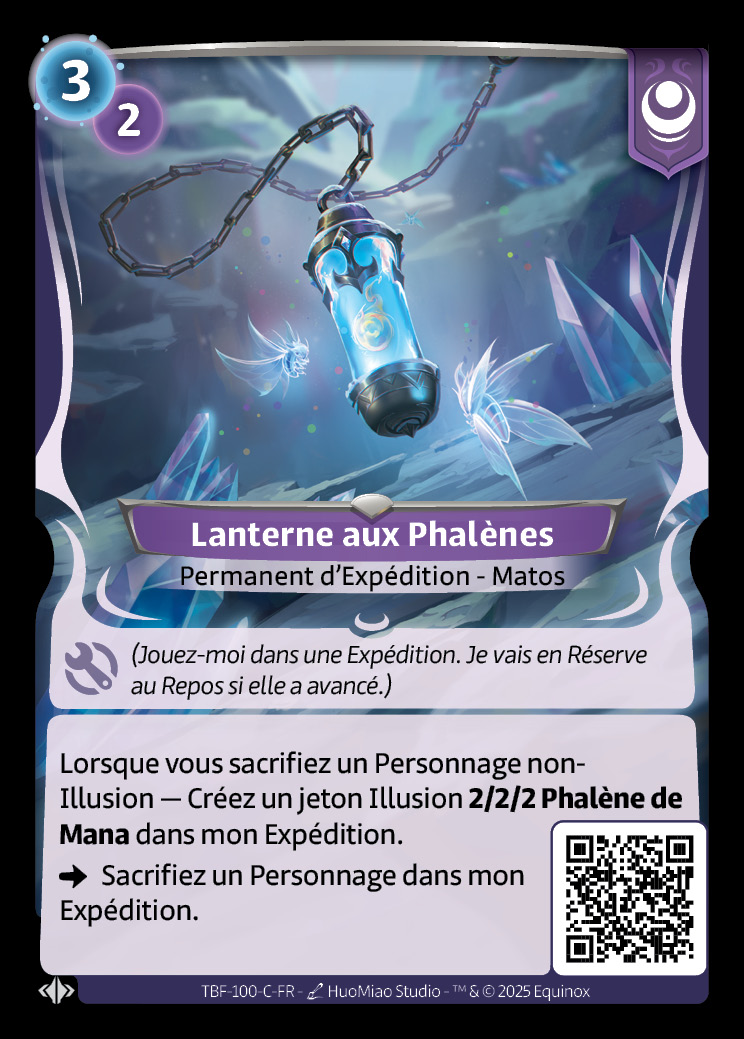 3
2
Lanterne aux Phalènes
Permanent d'Expédition - Matos
(Jouez-moi dans une Expédition. Je vais en Réserve
au Repos si elle a avancé.)
Lorsque vous sacrifiez un Personnage non-
Illusion — Créez un jeton Illusion 2/2/2 Phalène de
Mana dans mon Expédition.
Sacrifiez un Personnage dans mon
Expédition.
TBF-100-C-FR - HuoMiao Studio - ™ & © 2025 Equinox